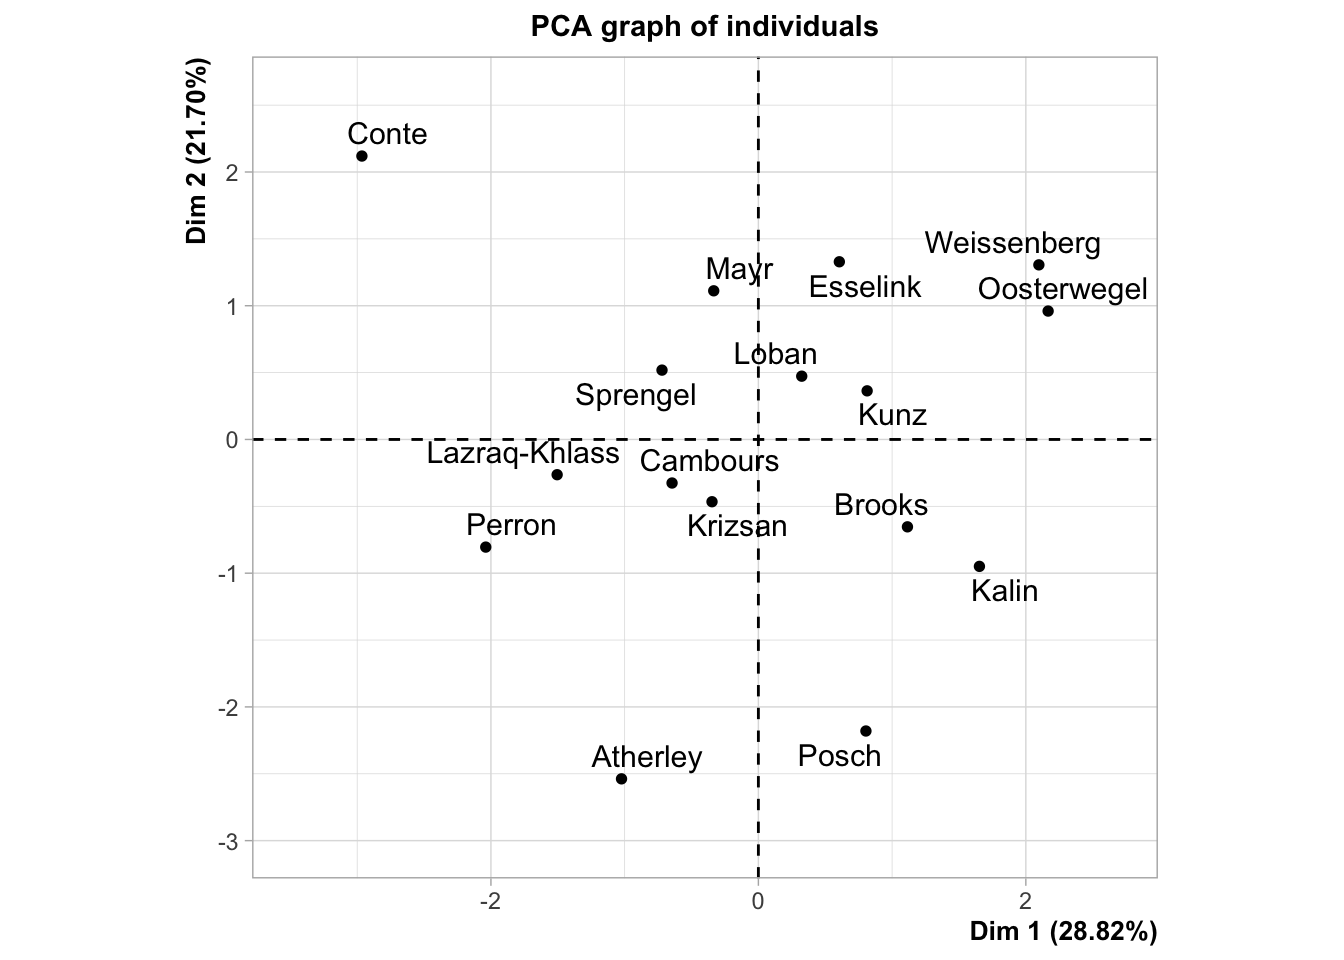 PCA graph of individuals
Dim 2 (21.70%)
Conte
2
Weissenberg
Mayr
Esselink
Oosterwegel
1
Loban
Sprengel
Kunz
0
Lazraq-Khlass
Cambours
Brooks
Perron
Krizsan
-1
Kalin
-2
Atherley
Posch
-3
-2
0
2
Dim 1 (28.82%)